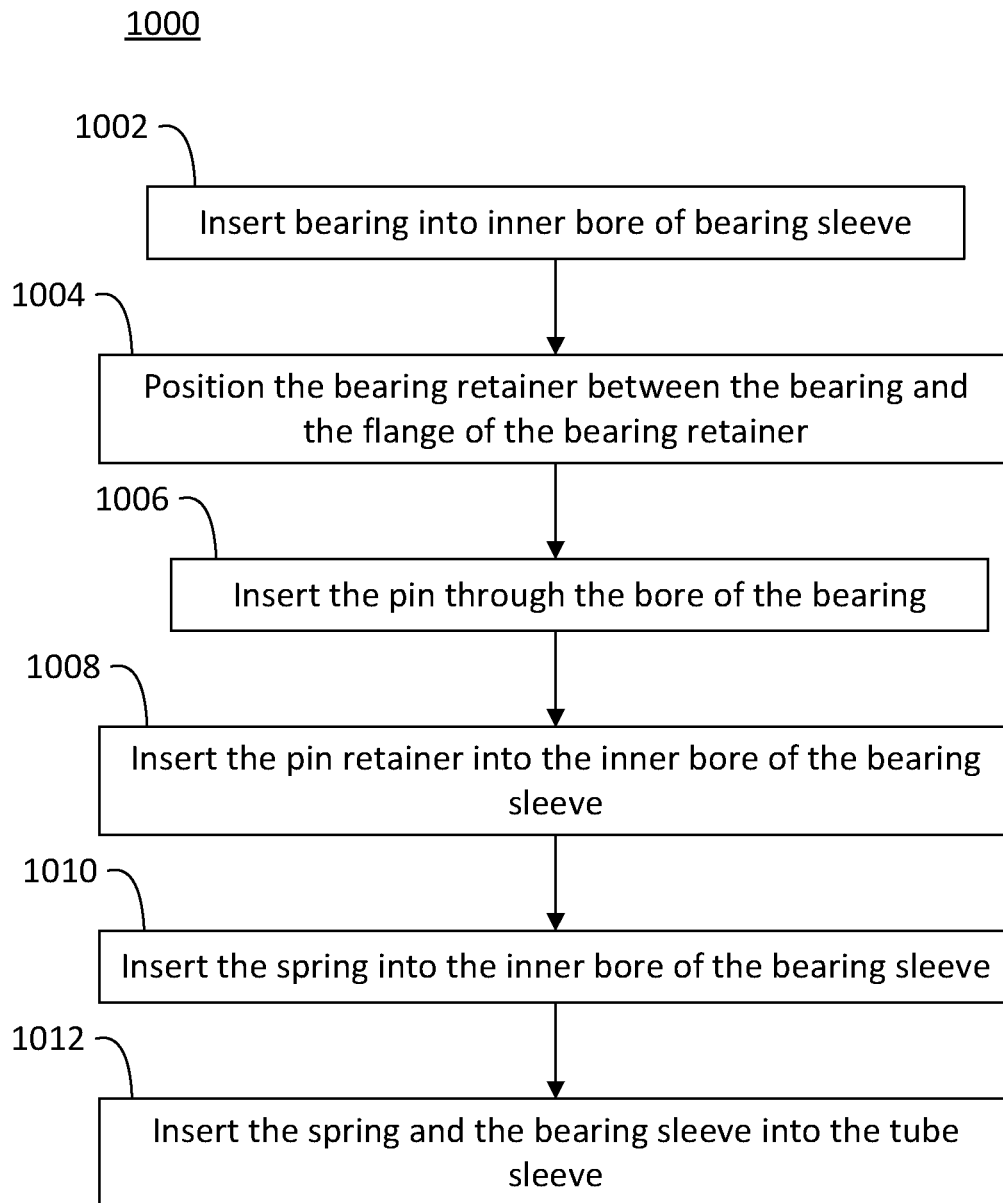 1000
1002
Insert bearing into inner bore of bearing sleeve
1004
Position the bearing retainer between the bearing and
the flange of the bearing retainer
1006
Insert the pin through the bore of the bearing
1008
Insert the pin retainer into the inner bore of the bearing
sleeve
1010
Insert the spring into the inner bore of the bearing sleeve
1012
Insert the spring and the bearing sleeve into the tube
sleeve